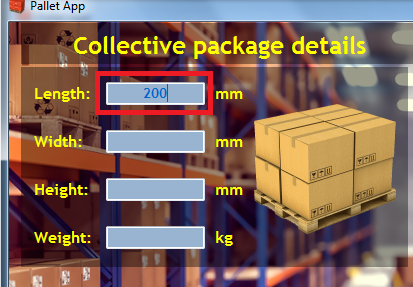 Pallet App
Collective package details
Length: 200 mm
Width: mm
Height: mm
Weight: kg